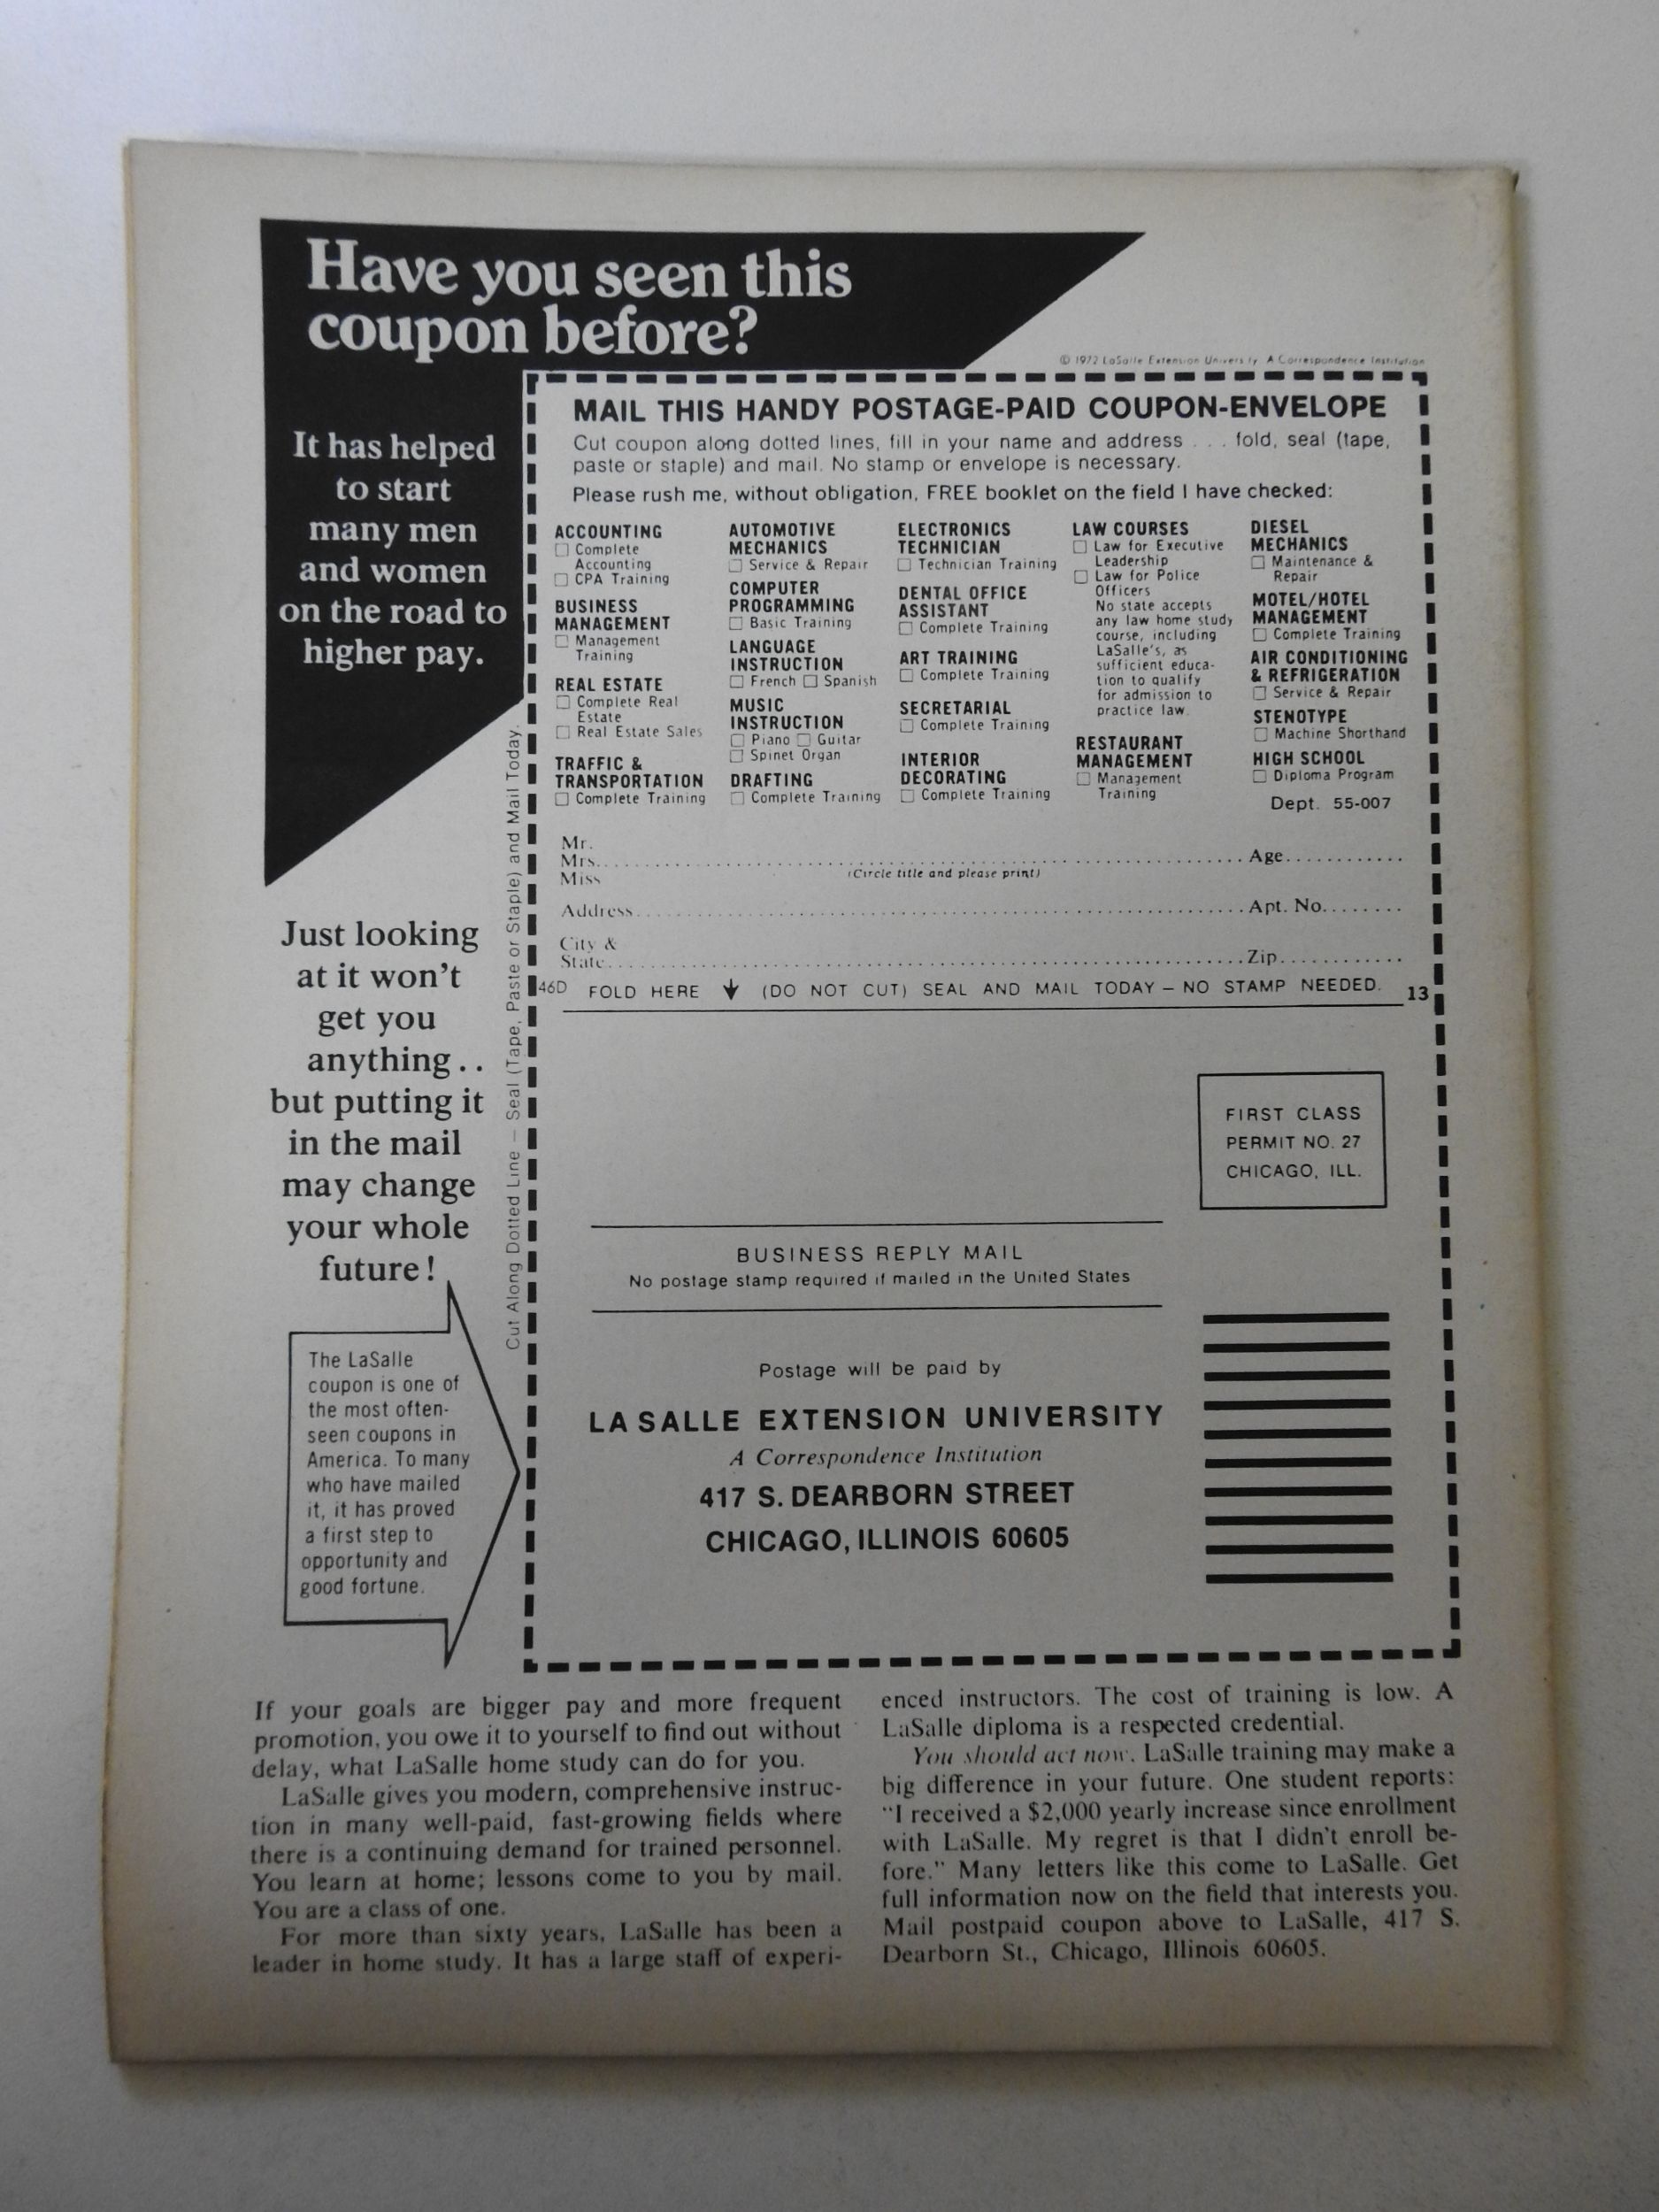 Have you seen this
coupon before?
It has helped
to start
many men
and women
on the road to
higher pay.
Just looking
at it won't
get you
anything..
but putting it
in the mail
may change
your whole
future!
The LaSalle
coupon is one of
the most often-
seen coupons in
America. To many
who have mailed
it, it has proved
a first step to
opportunity and
good fortune.
Cut Along Dotted Line — Seal (Tape, Paste or Staple) and Mail Today.
© 1972 LaSalle Extension University A Correspondence Institution
MAIL THIS HANDY POSTAGE-PAID COUPON-ENVELOPE
Cut coupon along dotted lines, fill in your name and address . . . fold, seal (tape,
paste or staple) and mail. No stamp or envelope is necessary.
Please rush me, without obligation, FREE booklet on the field I have checked:
ACCOUNTING
☐ Complete
Accounting
☐ CPA Training
BUSINESS
MANAGEMENT
☐ Management
Training
REAL ESTATE
☐ Complete Real
Estate
☐ Real Estate Sales
TRAFFIC &
TRANSPORTATION
☐ Complete Training
AUTOMOTIVE
MECHANICS
☐ Service & Repair
COMPUTER
PROGRAMMING
☐ Basic Training
LANGUAGE
INSTRUCTION
☐ French ☐ Spanish
MUSIC
INSTRUCTION
☐ Piano ☐ Guitar
☐ Spinet Organ
DRAFTING
☐ Complete Training
ELECTRONICS
TECHNICIAN
☐ Technician Training
DENTAL OFFICE
ASSISTANT
☐ Complete Training
ART TRAINING
☐ Complete Training
SECRETARIAL
☐ Complete Training
INTERIOR
DECORATING
☐ Complete Training
LAW COURSES
☐ Law for Executive
Leadership
☐ Law for Police
Officers
No state accepts
any law home study
course, including
LaSalle's, as
sufficient educa-
tion to qualify
for admission to
practice law.
RESTAURANT
MANAGEMENT
☐ Management
Training
DIESEL
MECHANICS
☐ Maintenance &
Repair
MOTEL/HOTEL
MANAGEMENT
☐ Complete Training
AIR CONDITIONING
& REFRIGERATION
☐ Service & Repair
STENOTYPE
☐ Machine Shorthand
HIGH SCHOOL
☐ Diploma Program
Dept. 55-007
Mr.
Mrs. Age
Miss (Circle title and please print)
Address Apt. No.
City &
State Zip
46D FOLD HERE ↓ (DO NOT CUT) SEAL AND MAIL TODAY — NO STAMP NEEDED. 13
FIRST CLASS
PERMIT NO. 27
CHICAGO, ILL.
BUSINESS REPLY MAIL
No postage stamp required if mailed in the United States
Postage will be paid by
LA SALLE EXTENSION UNIVERSITY
A Correspondence Institution
417 S. DEARBORN STREET
CHICAGO, ILLINOIS 60605
If your goals are bigger pay and more frequent
promotion, you owe it to yourself to find out without
delay, what LaSalle home study can do for you.
LaSalle gives you modern, comprehensive instruc-
tion in many well-paid, fast-growing fields where
there is a continuing demand for trained personnel.
You learn at home; lessons come to you by mail.
You are a class of one.
For more than sixty years, LaSalle has been a
leader in home study. It has a large staff of experi-
enced instructors. The cost of training is low. A
LaSalle diploma is a respected credential.
You should act now. LaSalle training may make a
big difference in your future. One student reports:
"I received a $2,000 yearly increase since enrollment
with LaSalle. My regret is that I didn't enroll be-
fore." Many letters like this come to LaSalle. Get
full information now on the field that interests you.
Mail postpaid coupon above to LaSalle, 417 S.
Dearborn St., Chicago, Illinois 60605.